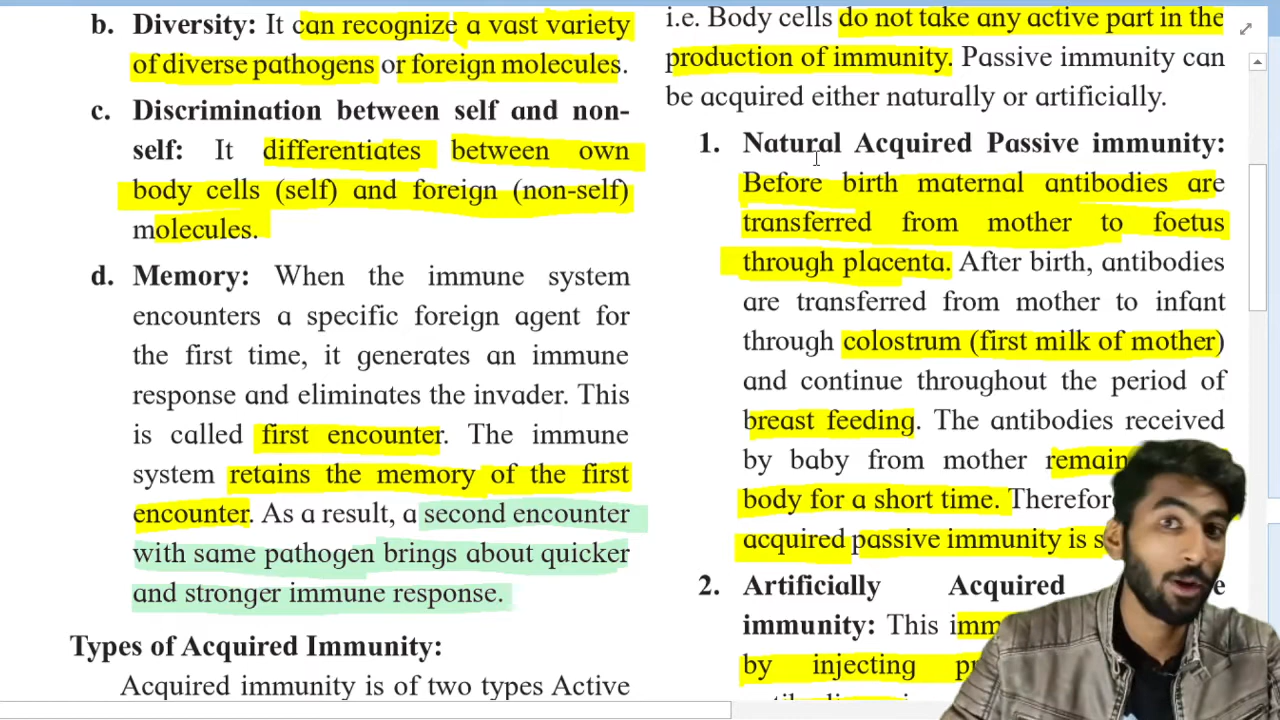 b. Diversity: It can recognize a vast variety
of diverse pathogens or foreign molecules.
c. Discrimination between self and non-
self: It differentiates between own
body cells (self) and foreign (non-self)
molecules.
d. Memory: When the immune system
encounters a specific foreign agent for
the first time, it generates an immune
response and eliminates the invader. This
is called first encounter. The immune
system retains the memory of the first
encounter. As a result, a second encounter
with same pathogen brings about quicker
and stronger immune response.
Types of Acquired Immunity:
Acquired immunity is of two types Active
i.e. Body cells do not take any active part in the
production of immunity. Passive immunity can
be acquired either naturally or artificially.
1. Natural Acquired Passive immunity:
Before birth maternal antibodies are
transferred from mother to foetus
through placenta. After birth, antibodies
are transferred from mother to infant
through colostrum (first milk of mother)
and continue throughout the period of
breast feeding. The antibodies received
by baby from mother remain
body for a short time.
acquired passive immunity is
2. Artificially Acquired
immunity: This
by injecting